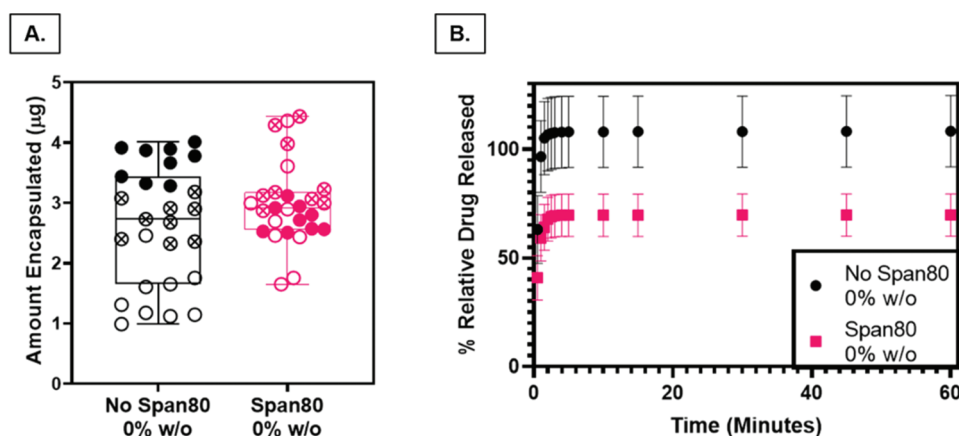 A.
B.
Amount Encapsulated (µg)
5
4
3
2
1
0
No Span80
0% w/o
Span80
0% w/o
% Relative Drug Released
100
50
0
0
20
40
60
Time (Minutes)
No Span80
0% w/o
Span80
0% w/o